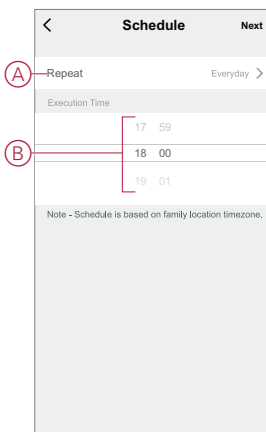 Schedule Next
A Repeat Everyday
Execution Time
17 59
B 18 00
19 01
Note - Schedule is based on family location timezone.